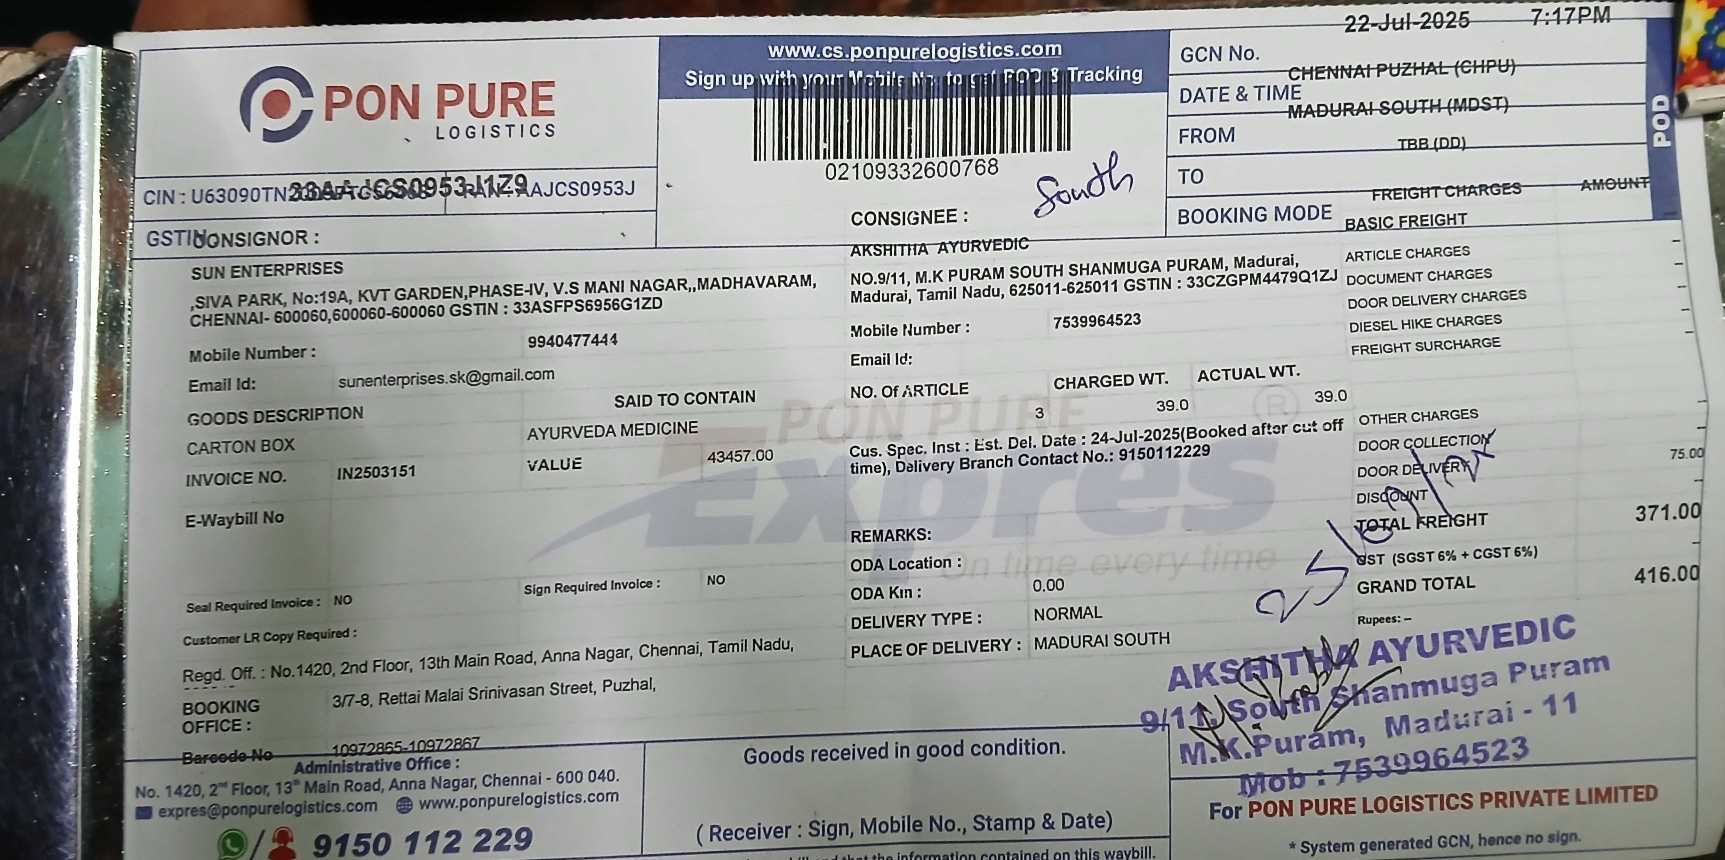 22-Jul-2025 7:17PM
PON PURE
LOGISTICS
www.cs.ponpurelogistics.com
Sign up with your Mobile No. to get POD & Tracking
02109332600768
South
GCN No.
CHENNAI PUZHAL (CHPU)
DATE & TIME
MADURAI SOUTH (MDST)
FROM
TBB (DD)
TO
BOOKING MODE
POD
CIN : U63090TN
33AAJCS0953J1Z9
PAN : AAJCS0953J
GSTIN
CONSIGNOR :
SUN ENTERPRISES
,SIVA PARK, No:19A, KVT GARDEN,PHASE-IV, V.S MANI NAGAR,,MADHAVARAM,
CHENNAI- 600060,600060-600060 GSTIN : 33ASFPS6956G1ZD
Mobile Number : 9940477444
Email Id: sunenterprises.sk@gmail.com
GOODS DESCRIPTION SAID TO CONTAIN
CARTON BOX AYURVEDA MEDICINE
INVOICE NO. IN2503151 VALUE 43457.00
E-Waybill No
Seal Required Invoice : NO Sign Required Invoice : NO
Customer LR Copy Required :
Regd. Off. : No.1420, 2nd Floor, 13th Main Road, Anna Nagar, Chennai, Tamil Nadu,
BOOKING OFFICE : 3/7-8, Rettai Malai Srinivasan Street, Puzhal,
Barcode No 10972865-10972867
CONSIGNEE :
AKSHITHA AYURVEDIC
NO.9/11, M.K PURAM SOUTH SHANMUGA PURAM, Madurai,
Madurai, Tamil Nadu, 625011-625011 GSTIN : 33CZGPM4479Q1ZJ
Mobile Number : 7539964523
Email Id:
NO. Of ARTICLE CHARGED WT. ACTUAL WT.
3 39.0 39.0
Cus. Spec. Inst : Est. Del. Date : 24-Jul-2025(Booked after cut off
time), Delivery Branch Contact No.: 9150112229
PON PURE
Expres
On time every time
REMARKS:
ODA Location :
ODA Km : 0.00
DELIVERY TYPE : NORMAL
PLACE OF DELIVERY : MADURAI SOUTH
FREIGHT CHARGES AMOUNT
BASIC FREIGHT -
ARTICLE CHARGES -
DOCUMENT CHARGES -
DOOR DELIVERY CHARGES -
DIESEL HIKE CHARGES -
FREIGHT SURCHARGE
OTHER CHARGES -
DOOR COLLECTION -
DOOR DELIVERY 75.00
DISCOUNT -
TOTAL FREIGHT 371.00
GST (SGST 6% + CGST 6%) -
GRAND TOTAL 416.00
Rupees: –
AKSHITHA AYURVEDIC
9/11, South Shanmuga Puram
M.K.Puram, Madurai - 11
Mob : 7539964523
Administrative Office :
No. 1420, 2nd Floor, 13th Main Road, Anna Nagar, Chennai - 600 040.
expres@ponpurelogistics.com www.ponpurelogistics.com
9150 112 229
Goods received in good condition.
( Receiver : Sign, Mobile No., Stamp & Date)
the information contained on this waybill.
For PON PURE LOGISTICS PRIVATE LIMITED
* System generated GCN, hence no sign.